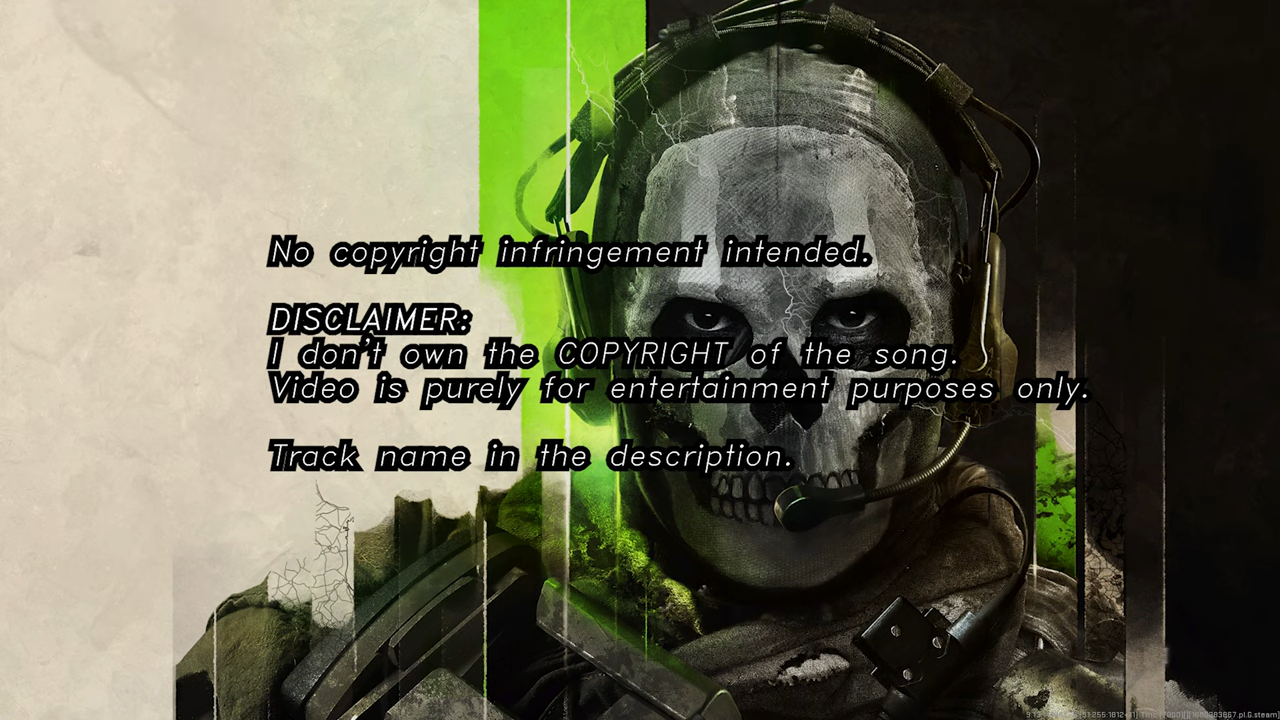 No copyright infringement intended.
DISCLAIMER:
I don't own the COPYRIGHT of the song.
Video is purely for entertainment purposes only.
Track name in the description.